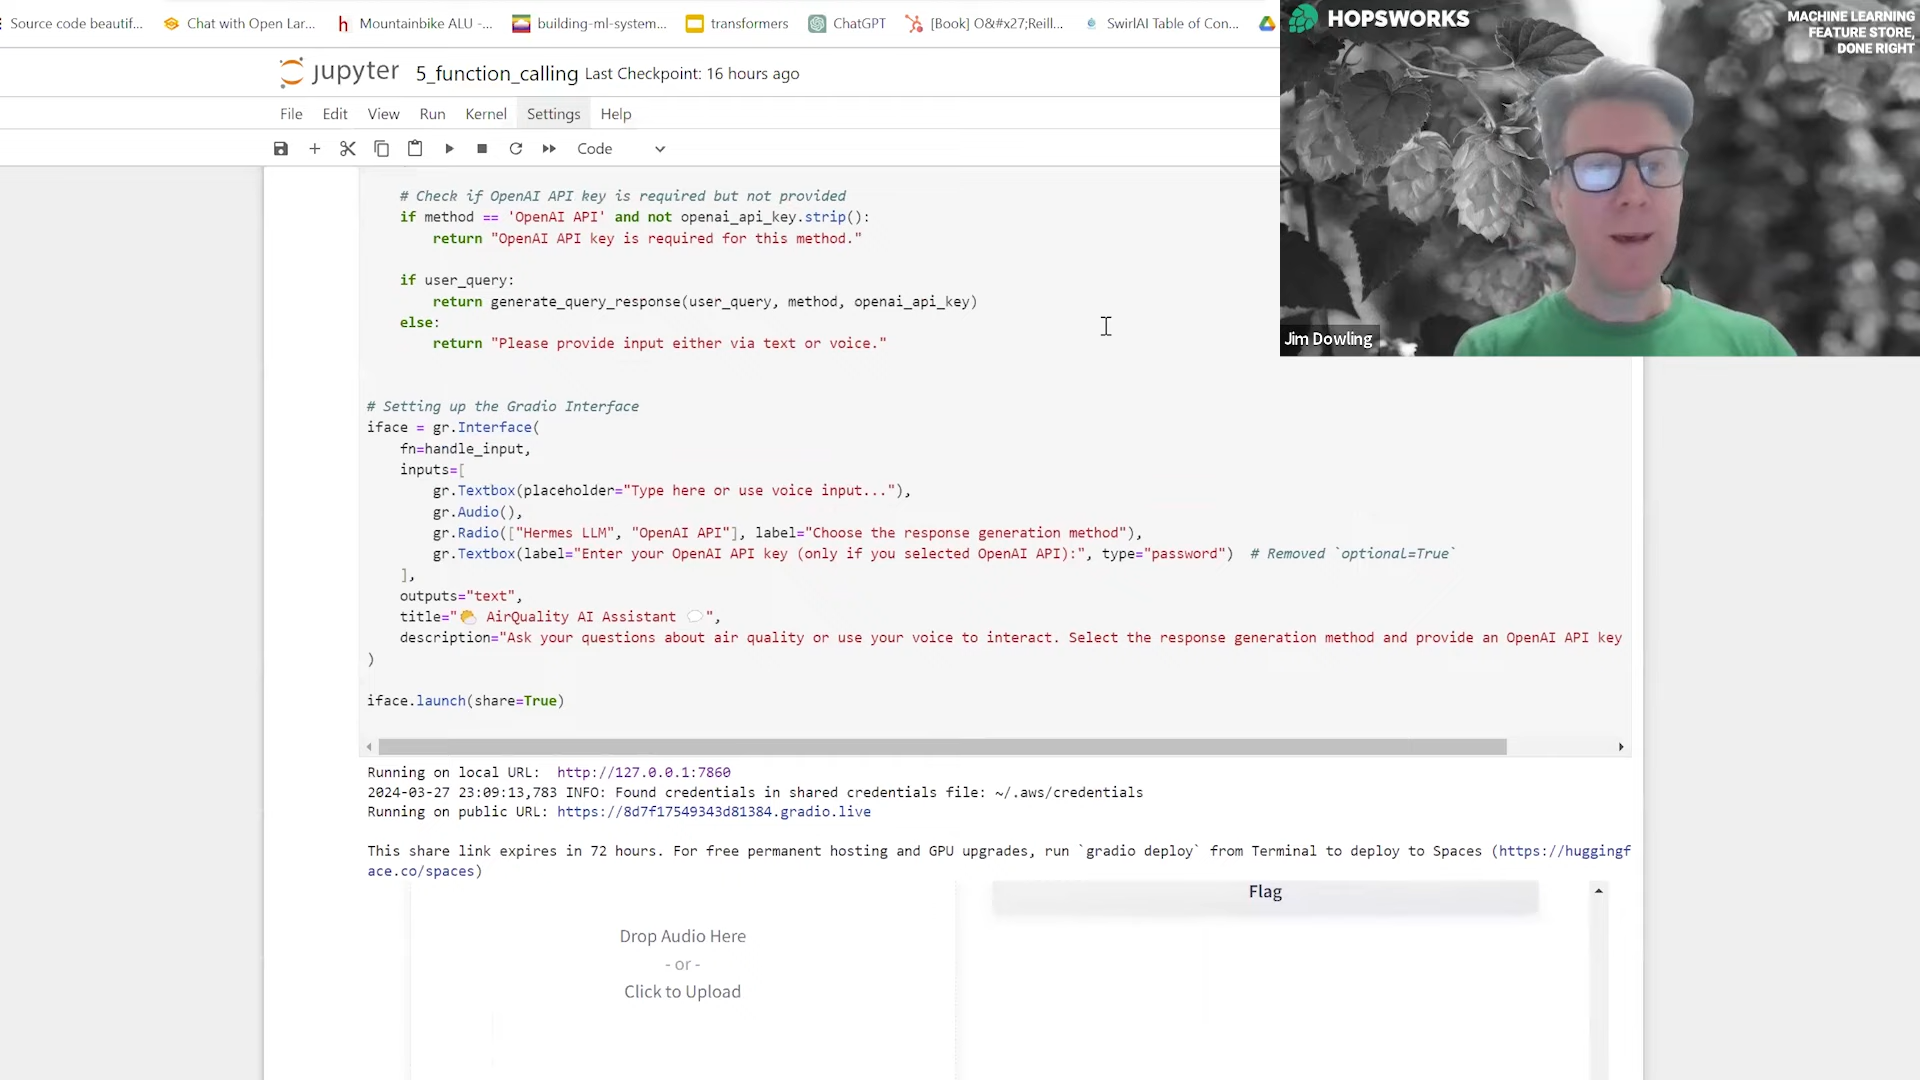 Source code beautif...
Chat with Open Lar...
Mountainbike ALU -...
building-ml-system...
transformers
ChatGPT
[Book] O&#x27;Reill...
SwirlAI Table of Con...
HOPSWORKS
MACHINE LEARNING
FEATURE STORE,
DONE RIGHT
jupyter 5_function_calling Last Checkpoint: 16 hours ago
File Edit View Run Kernel Settings Help
Code
# Check if OpenAI API key is required but not provided
if method == 'OpenAI API' and not openai_api_key.strip():
return "OpenAI API key is required for this method."
if user_query:
return generate_query_response(user_query, method, openai_api_key)
else:
return "Please provide input either via text or voice."
Jim Dowling
# Setting up the Gradio Interface
iface = gr.Interface(
fn=handle_input,
inputs=[
gr.Textbox(placeholder="Type here or use voice input..."),
gr.Audio(),
gr.Radio(["Hermes LLM", "OpenAI API"], label="Choose the response generation method"),
gr.Textbox(label="Enter your OpenAI API key (only if you selected OpenAI API):", type="password")  # Removed `optional=True`
],
outputs="text",
title="🌤️ AirQuality AI Assistant 💬",
description="Ask your questions about air quality or use your voice to interact. Select the response generation method and provide an OpenAI API key
)
iface.launch(share=True)
Running on local URL:  http://127.0.0.1:7860
2024-03-27 23:09:13,783 INFO: Found credentials in shared credentials file: ~/.aws/credentials
Running on public URL: https://8d7f17549343d81384.gradio.live
This share link expires in 72 hours. For free permanent hosting and GPU upgrades, run `gradio deploy` from Terminal to deploy to Spaces (https://huggingf
ace.co/spaces)
Flag
Drop Audio Here
- or -
Click to Upload